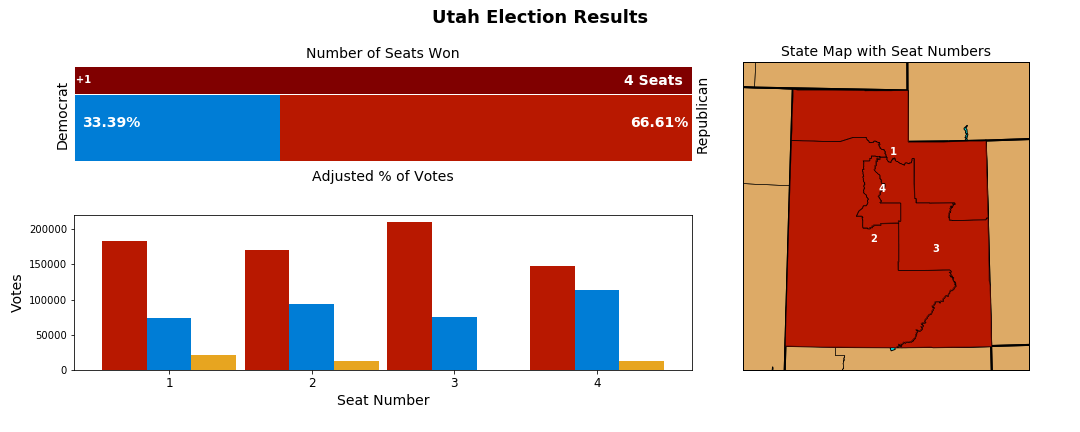 Utah Election Results
Number of Seats Won
+1
4 Seats
Democrat
33.39%
66.61%
Republican
Adjusted % of Votes
State Map with Seat Numbers
1
4
2
3
Votes
200000
150000
100000
50000
0
1 2 3 4
Seat Number